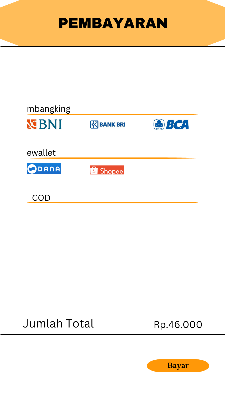 PEMBAYARAN
mbangking
BNI BANK BRI BCA
ewallet
DANA Shopee
COD
Jumlah Total Rp.46.000
Bayar